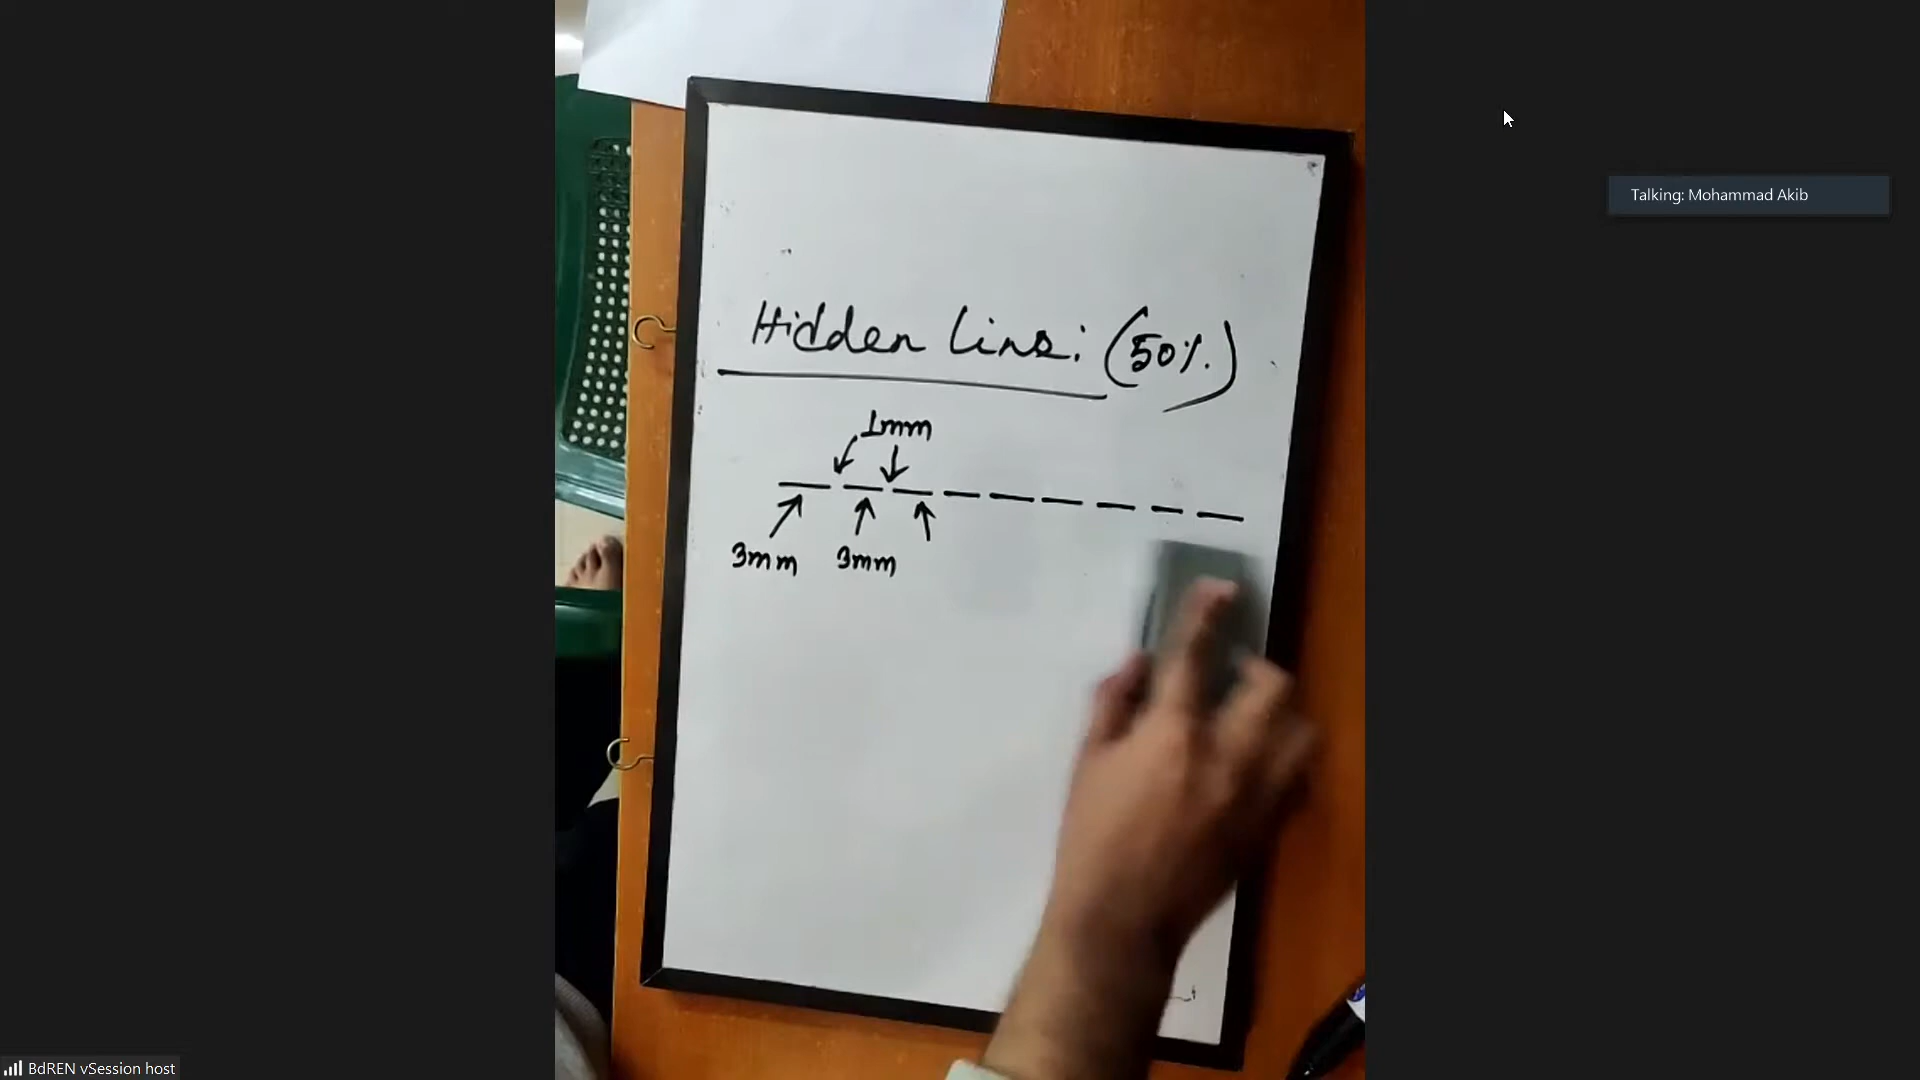 Talking: Mohammad Akib
Hidden Line: (50%)
1mm
3mm 3mm
BdREN vSession host